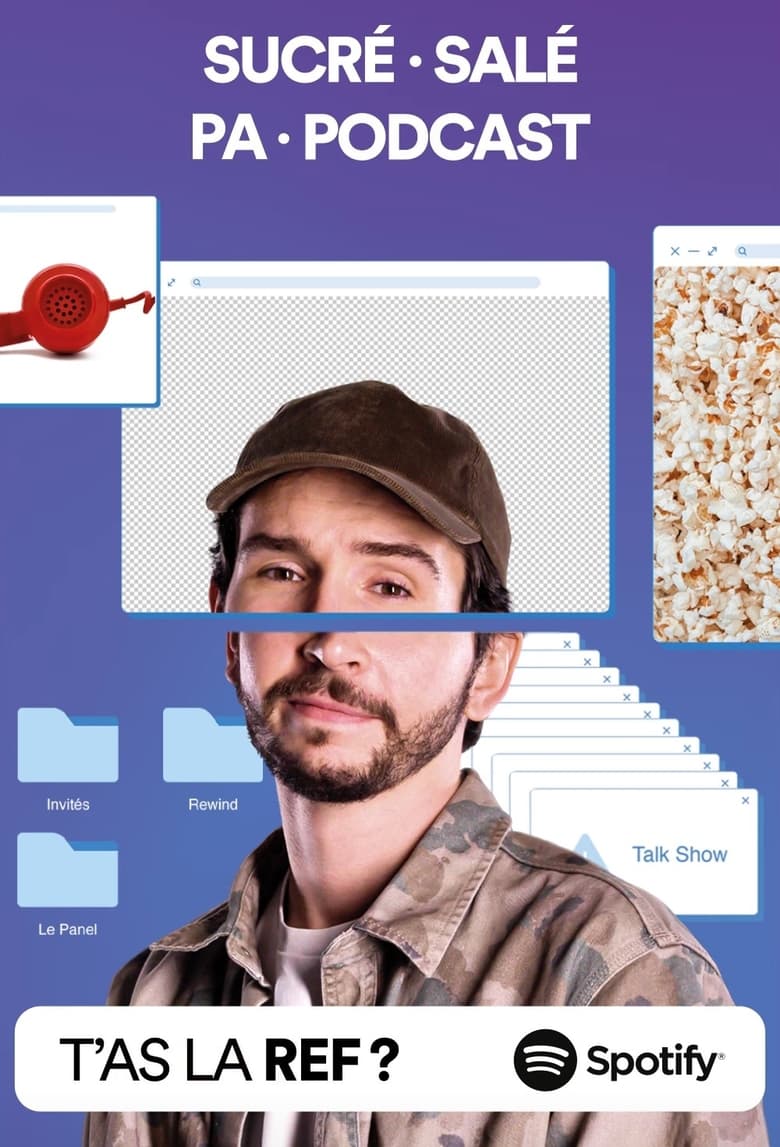 SUCRÉ · SALÉ
PA · PODCAST
Invités
Rewind
Le Panel
Talk Show
T'AS LA REF ?
Spotify®